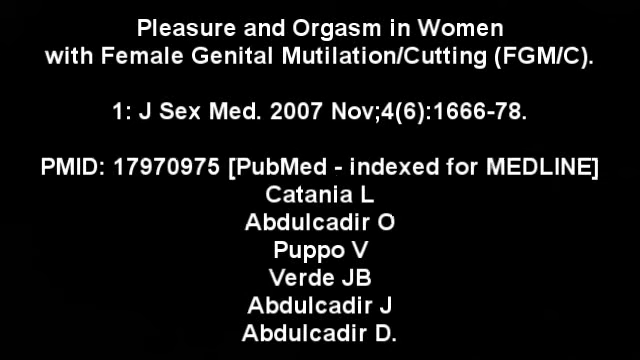 Pleasure and Orgasm in Women
with Female Genital Mutilation/Cutting (FGM/C).
1: J Sex Med. 2007 Nov;4(6):1666-78.
PMID: 17970975 [PubMed - indexed for MEDLINE]
Catania L
Abdulcadir O
Puppo V
Verde JB
Abdulcadir J
Abdulcadir D.